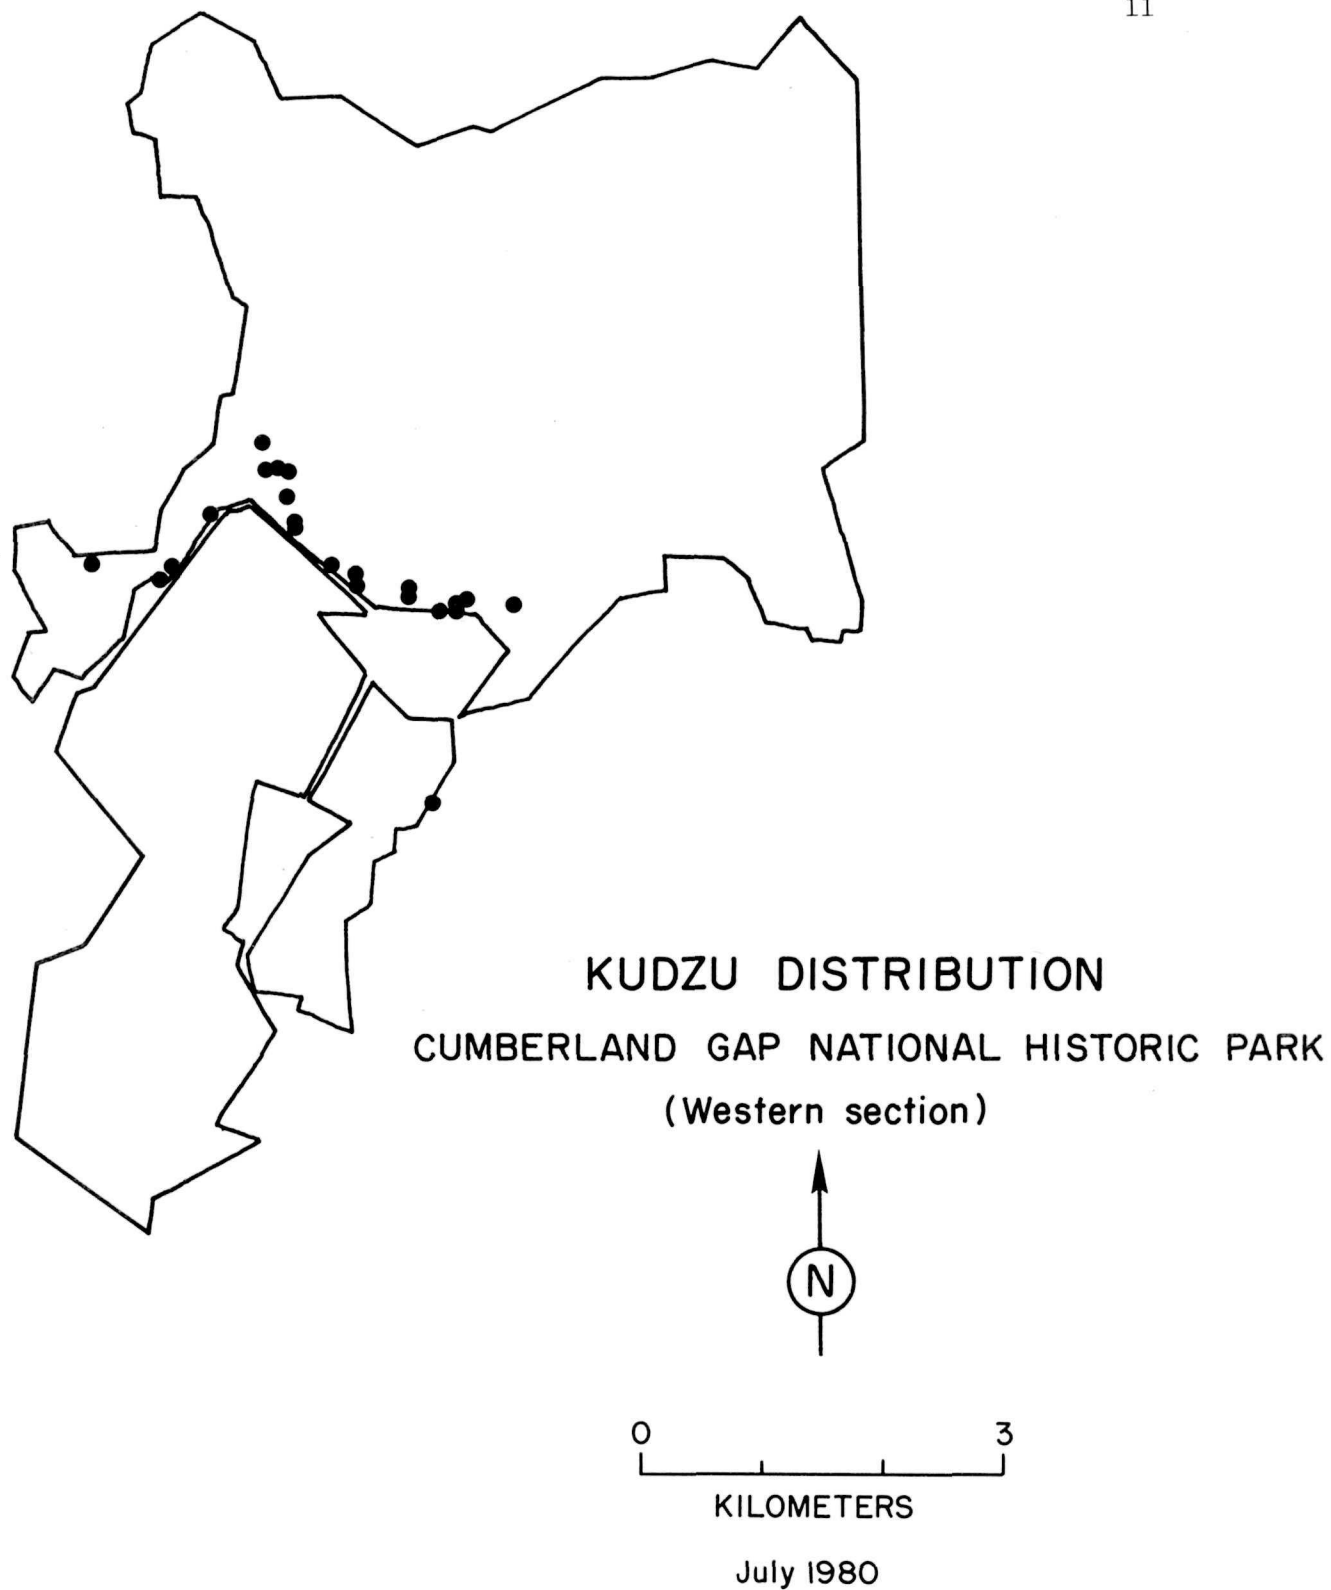 11
KUDZU DISTRIBUTION
CUMBERLAND GAP NATIONAL HISTORIC PARK
(Western section)
N
0 3
KILOMETERS
July 1980